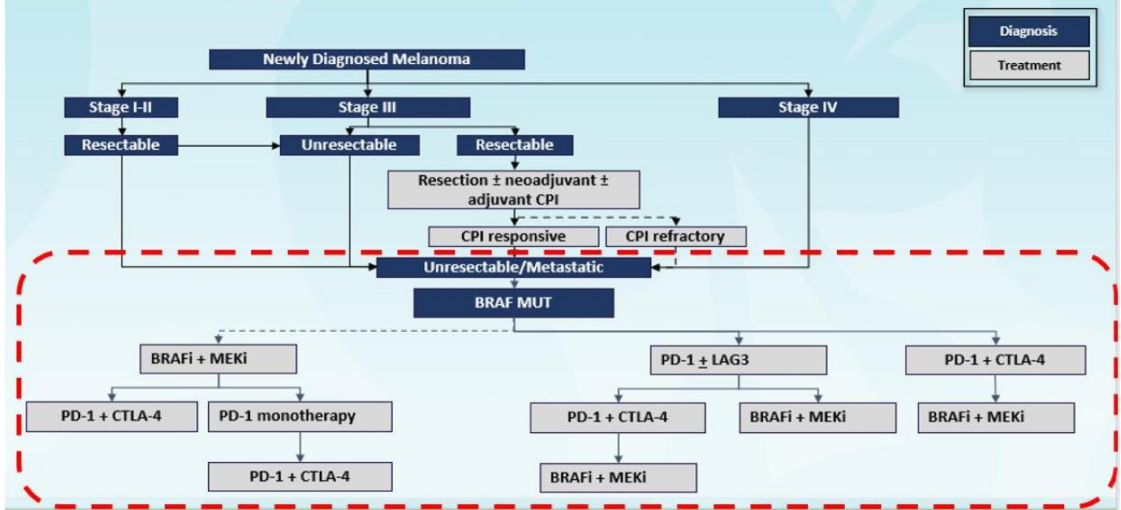 Diagnosis
Treatment
Newly Diagnosed Melanoma
Stage I-II
Stage III
Stage IV
Resectable
Unresectable
Resectable
Resection ± neoadjuvant ±
adjuvant CPI
CPI responsive
CPI refractory
Unresectable/Metastatic
BRAF MUT
BRAFi + MEKi
PD-1 ± LAG3
PD-1 + CTLA-4
PD-1 + CTLA-4
PD-1 monotherapy
PD-1 + CTLA-4
BRAFi + MEKi
BRAFi + MEKi
PD-1 + CTLA-4
BRAFi + MEKi